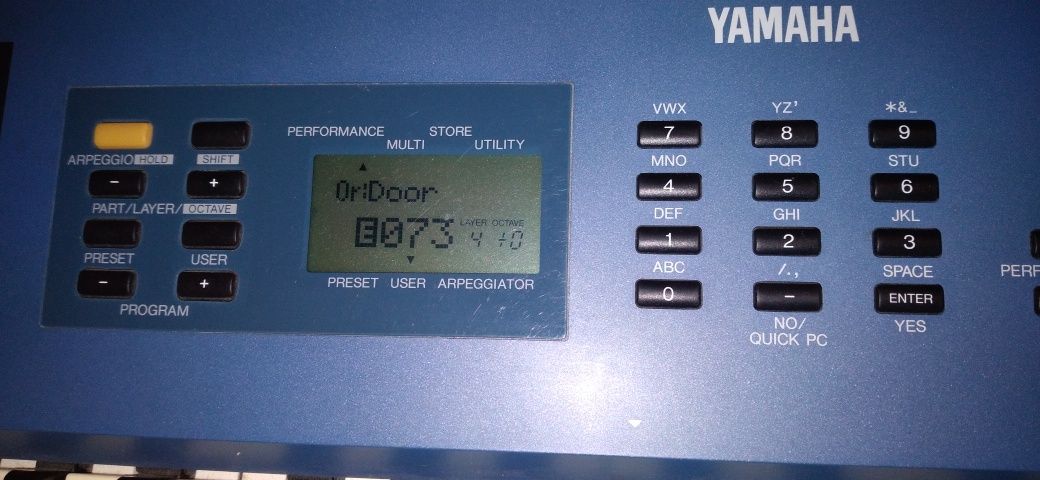 YAMAHA
PERFORMANCE STORE
MULTI UTILITY
ARPEGGIO HOLD SHIFT
- +
PART/LAYER/OCTAVE
PRESET USER
- +
PROGRAM
Or:Door
LAYER OCTAVE
E073 4 +0
PRESET USER ARPEGGIATOR
VWX YZ' *&_
7 8 9
MNO PQR STU
4 5 6
DEF GHI JKL
1 2 3
ABC /., SPACE
0 - ENTER
NO/ YES
QUICK PC
PERF